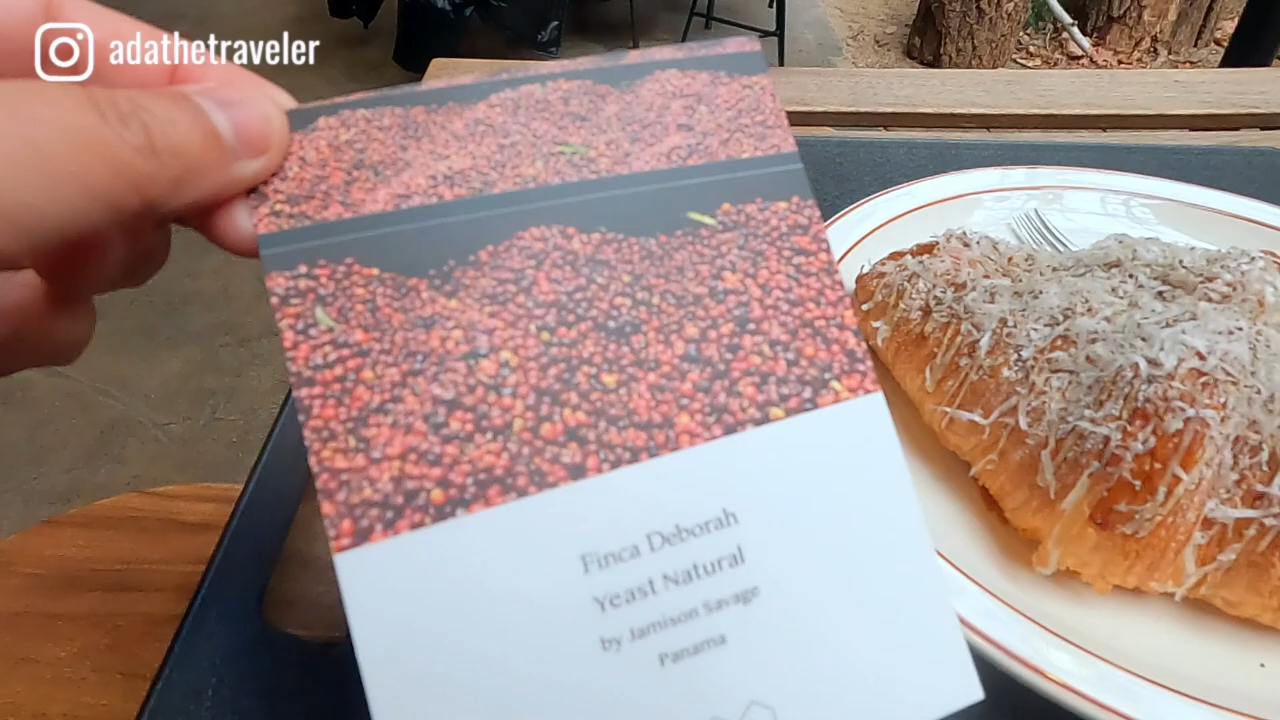 adathetraveler
Finca Deborah
Yeast Natural
by Jamison Savage
Panama